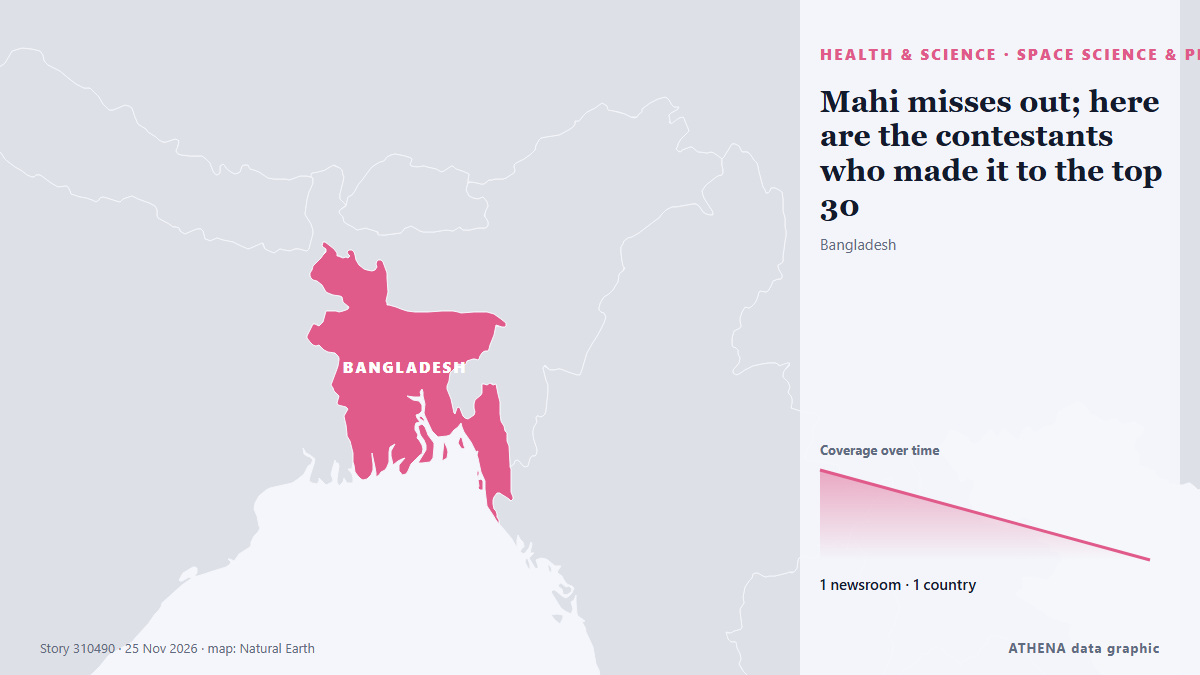 HEALTH & SCIENCE · SPACE SCIENCE &
Mahi misses out; here
are the contestants
who made it to the top
30
Bangladesh
BANGLADESH
Coverage over time
1 newsroom · 1 country
Story 310490 · 25 Nov 2026 · map: Natural Earth
ATHENA data graphic